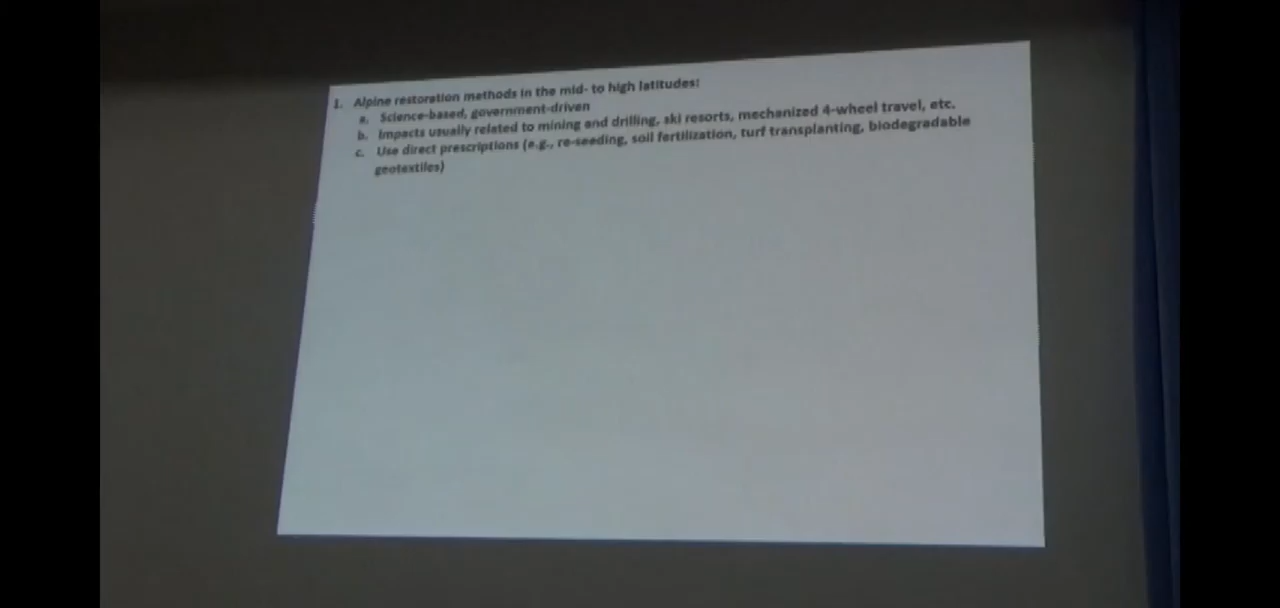 1. Alpine restoration methods in the mid- to high latitudes:
a. Science-based, government-driven
b. Impacts usually related to mining and drilling, ski resorts, mechanized 4-wheel travel, etc.
c. Use direct prescriptions (e.g., re-seeding, soil fertilization, turf transplanting, biodegradable
geotextiles)